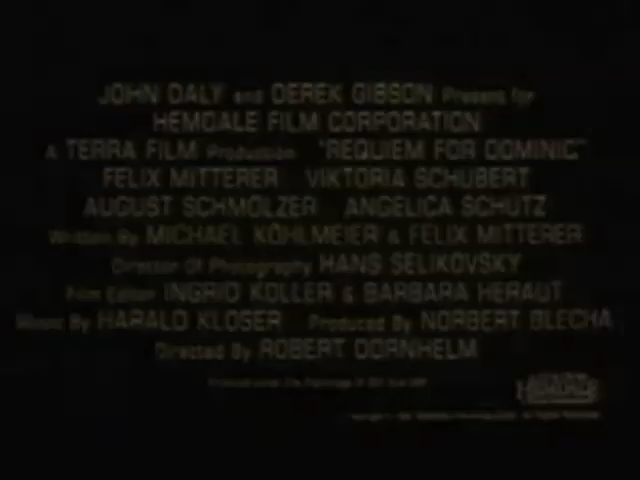 JOHN DALY and DEREK GIBSON Present for
HEMDALE FILM CORPORATION
A TERRA FILM Production "REQUIEM FOR DOMINIC"
FELIX MITTERER VIKTORIA SCHUBERT
AUGUST SCHMOLZER ANGELICA SCHUTZ
Written By MICHAEL KOHLMEIER & FELIX MITTERER
Director Of Photography HANS SELIKOVSKY
Film Editor INGRID KOLLER & BARBARA HERAUT
Music By HARALD KLOSER Produced By NORBERT BLECHA
Directed By ROBERT DORNHELM
HEMDALE